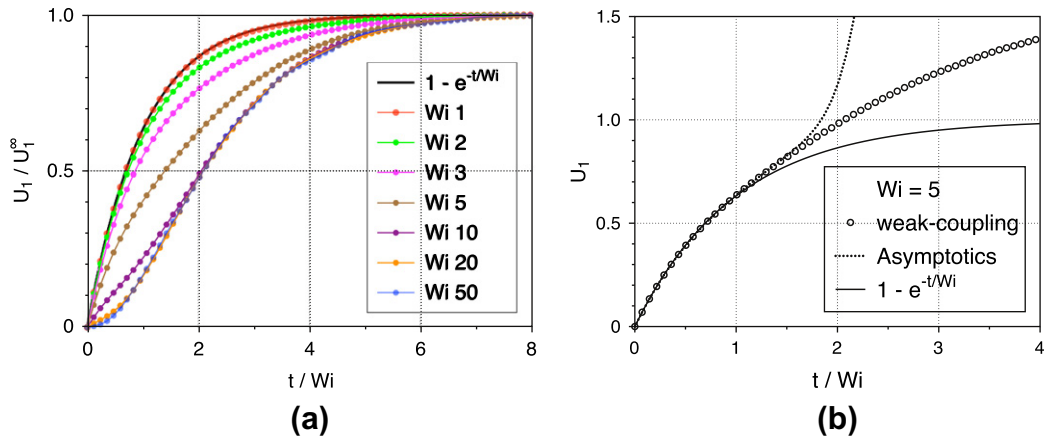 1.0
0.5
0
U₁ / U₁^∞
1 - e^-t/Wi
Wi 1
Wi 2
Wi 3
Wi 5
Wi 10
Wi 20
Wi 50
0 2 4 6 8
t / Wi
(a)
1.5
1.0
0.5
0
U₁
Wi = 5
weak-coupling
Asymptotics
1 - e^-t/Wi
0 1 2 3 4
t / Wi
(b)